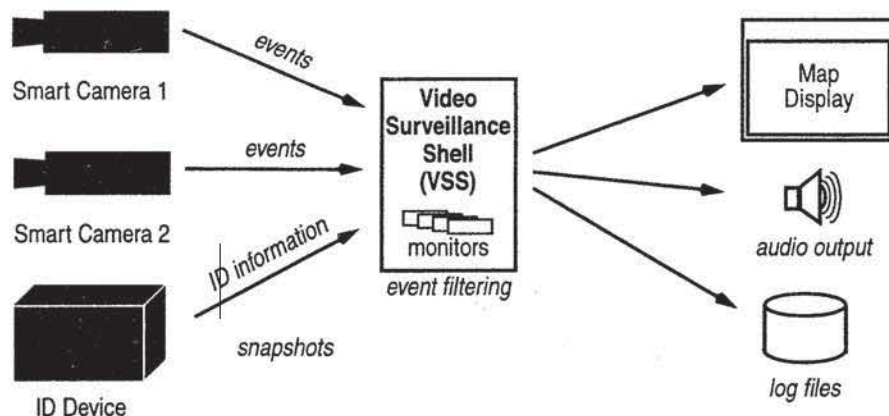 Smart Camera 1
events
Smart Camera 2
events
ID Device
ID information
snapshots
Video
Surveillance
Shell
(VSS)
monitors
event filtering
Map
Display
audio output
log files